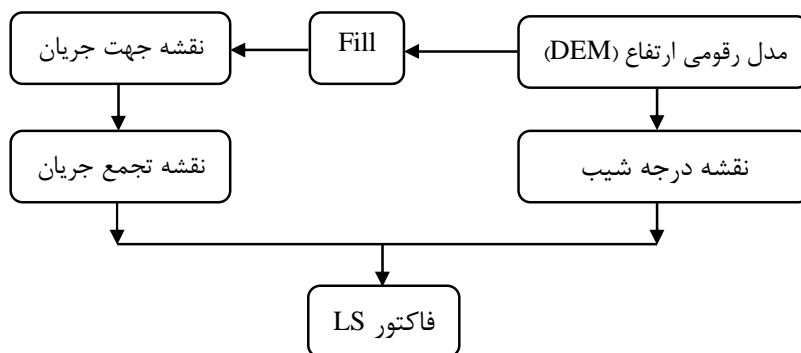 مدل رقومی ارتفاع (DEM)
Fill
نقشه جهت جریان
نقشه درجه شیب
نقشه تجمع جریان
فاکتور LS